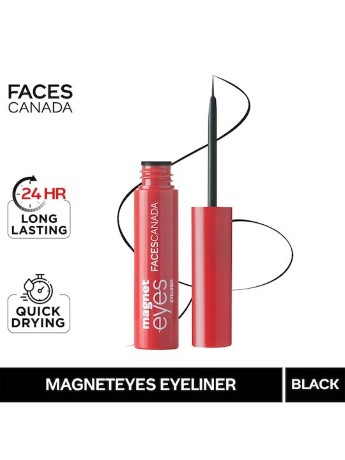 FACES
CANADA
24 HR
LONG
LASTING
QUICK
DRYING
magnet
eyes
FACESCANADA
EYELINER
MAGNETEYES EYELINER
BLACK